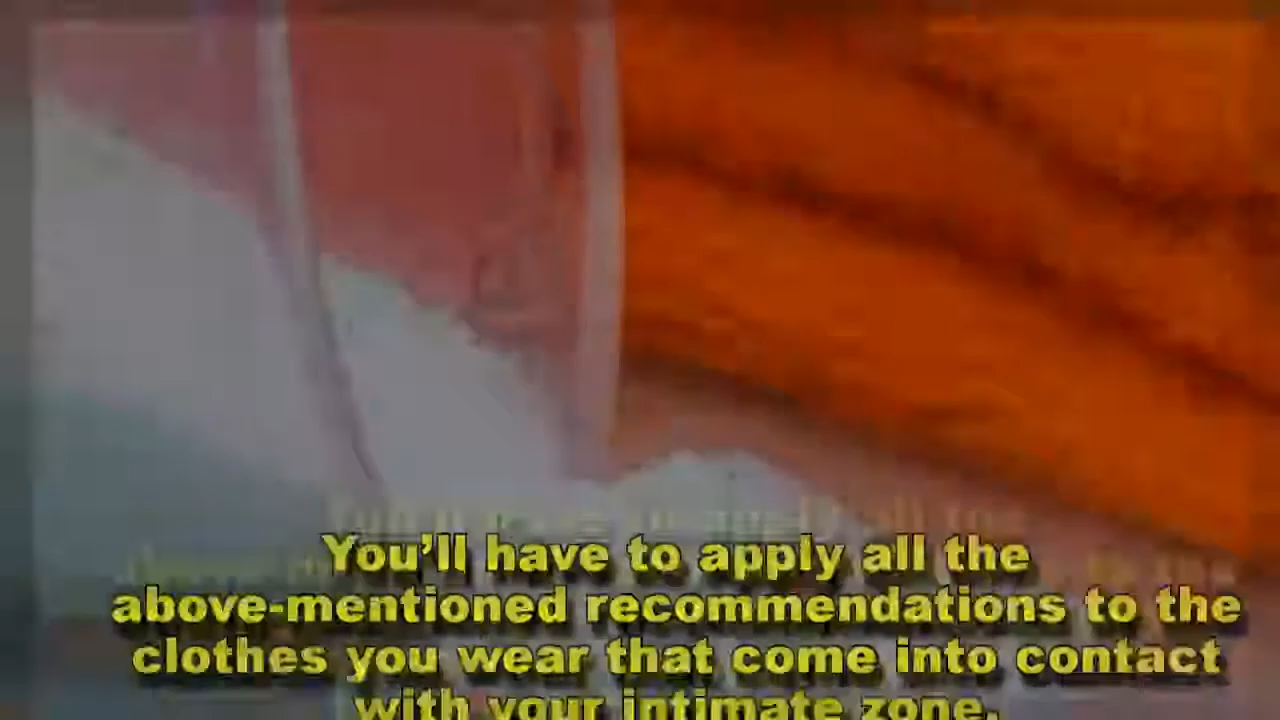 You’ll have to apply all the
above-mentioned recommendations to the
clothes you wear that come into contact
with your intimate zone.